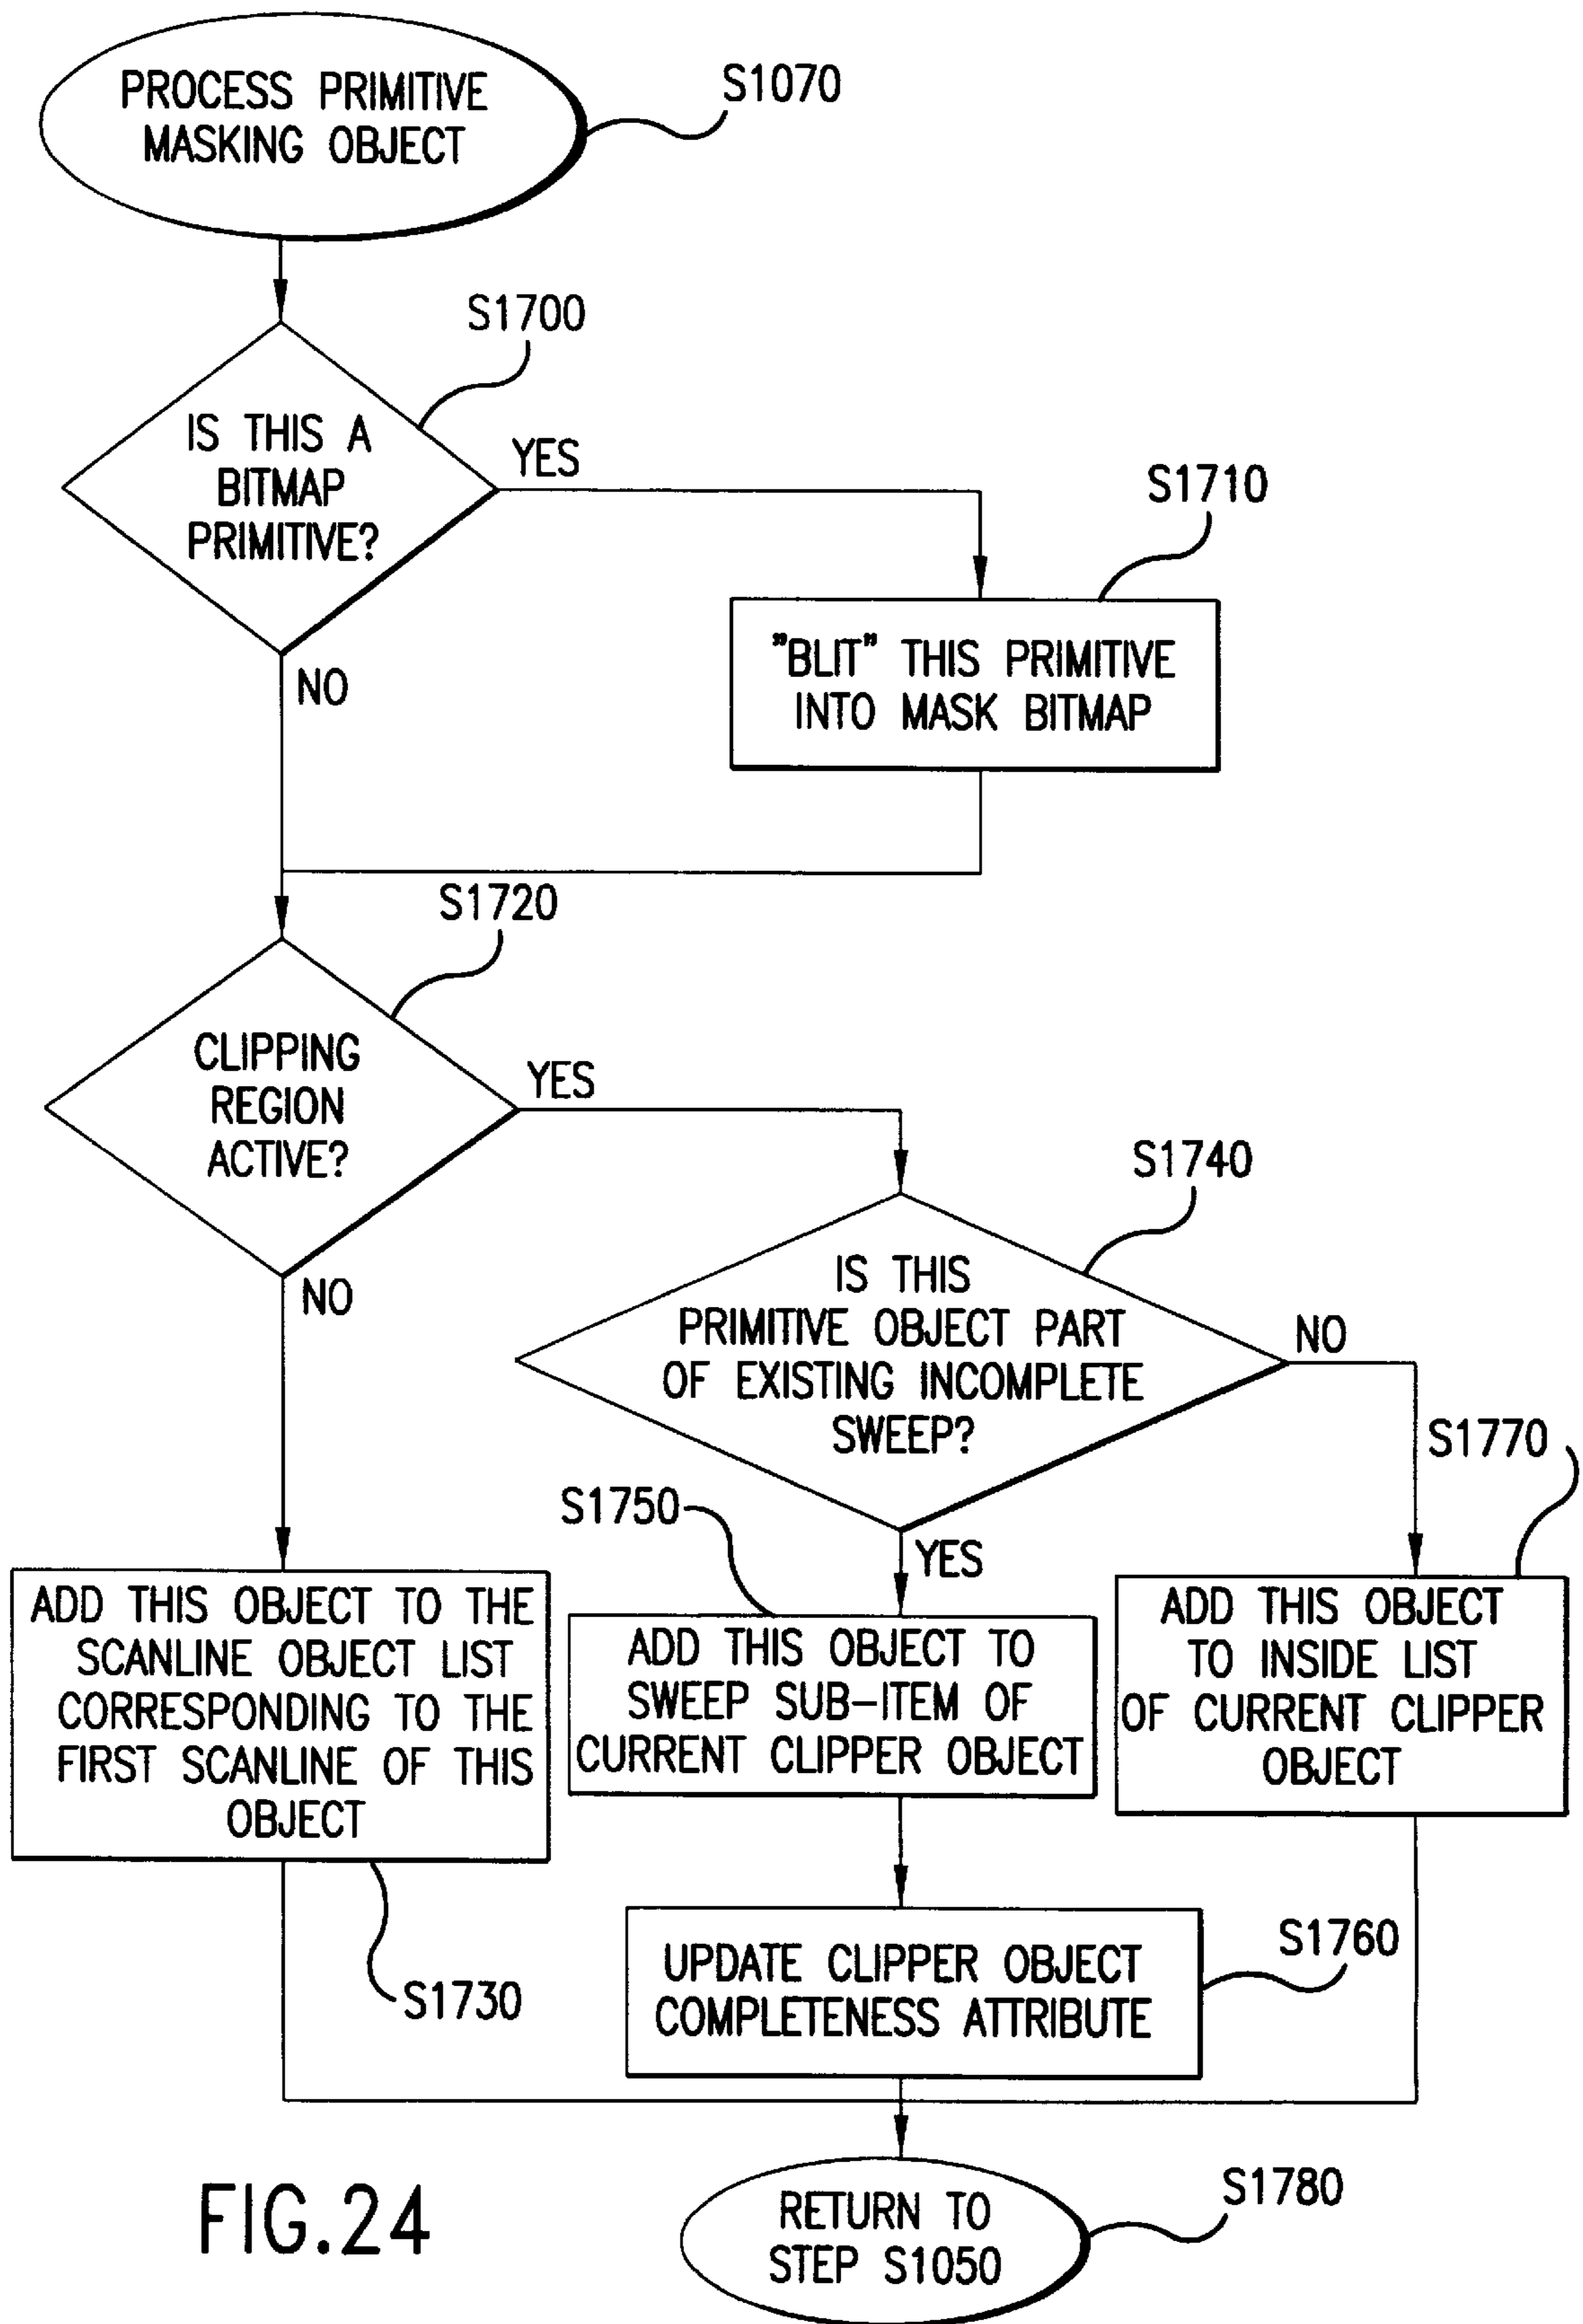 PROCESS PRIMITIVE
MASKING OBJECT
S1070
S1700
IS THIS A
BITMAP
PRIMITIVE?
YES
NO
S1710
"BLIT" THIS PRIMITIVE
INTO MASK BITMAP
S1720
CLIPPING
REGION
ACTIVE?
YES
NO
S1740
IS THIS
PRIMITIVE OBJECT PART
OF EXISTING INCOMPLETE
SWEEP?
NO
YES
S1770
S1750
ADD THIS OBJECT TO THE
SCANLINE OBJECT LIST
CORRESPONDING TO THE
FIRST SCANLINE OF THIS
OBJECT
S1730
ADD THIS OBJECT TO
SWEEP SUB-ITEM OF
CURRENT CLIPPER OBJECT
ADD THIS OBJECT
TO INSIDE LIST
OF CURRENT CLIPPER
OBJECT
UPDATE CLIPPER OBJECT
COMPLETENESS ATTRIBUTE
S1760
RETURN TO
STEP S1050
S1780
FIG.24